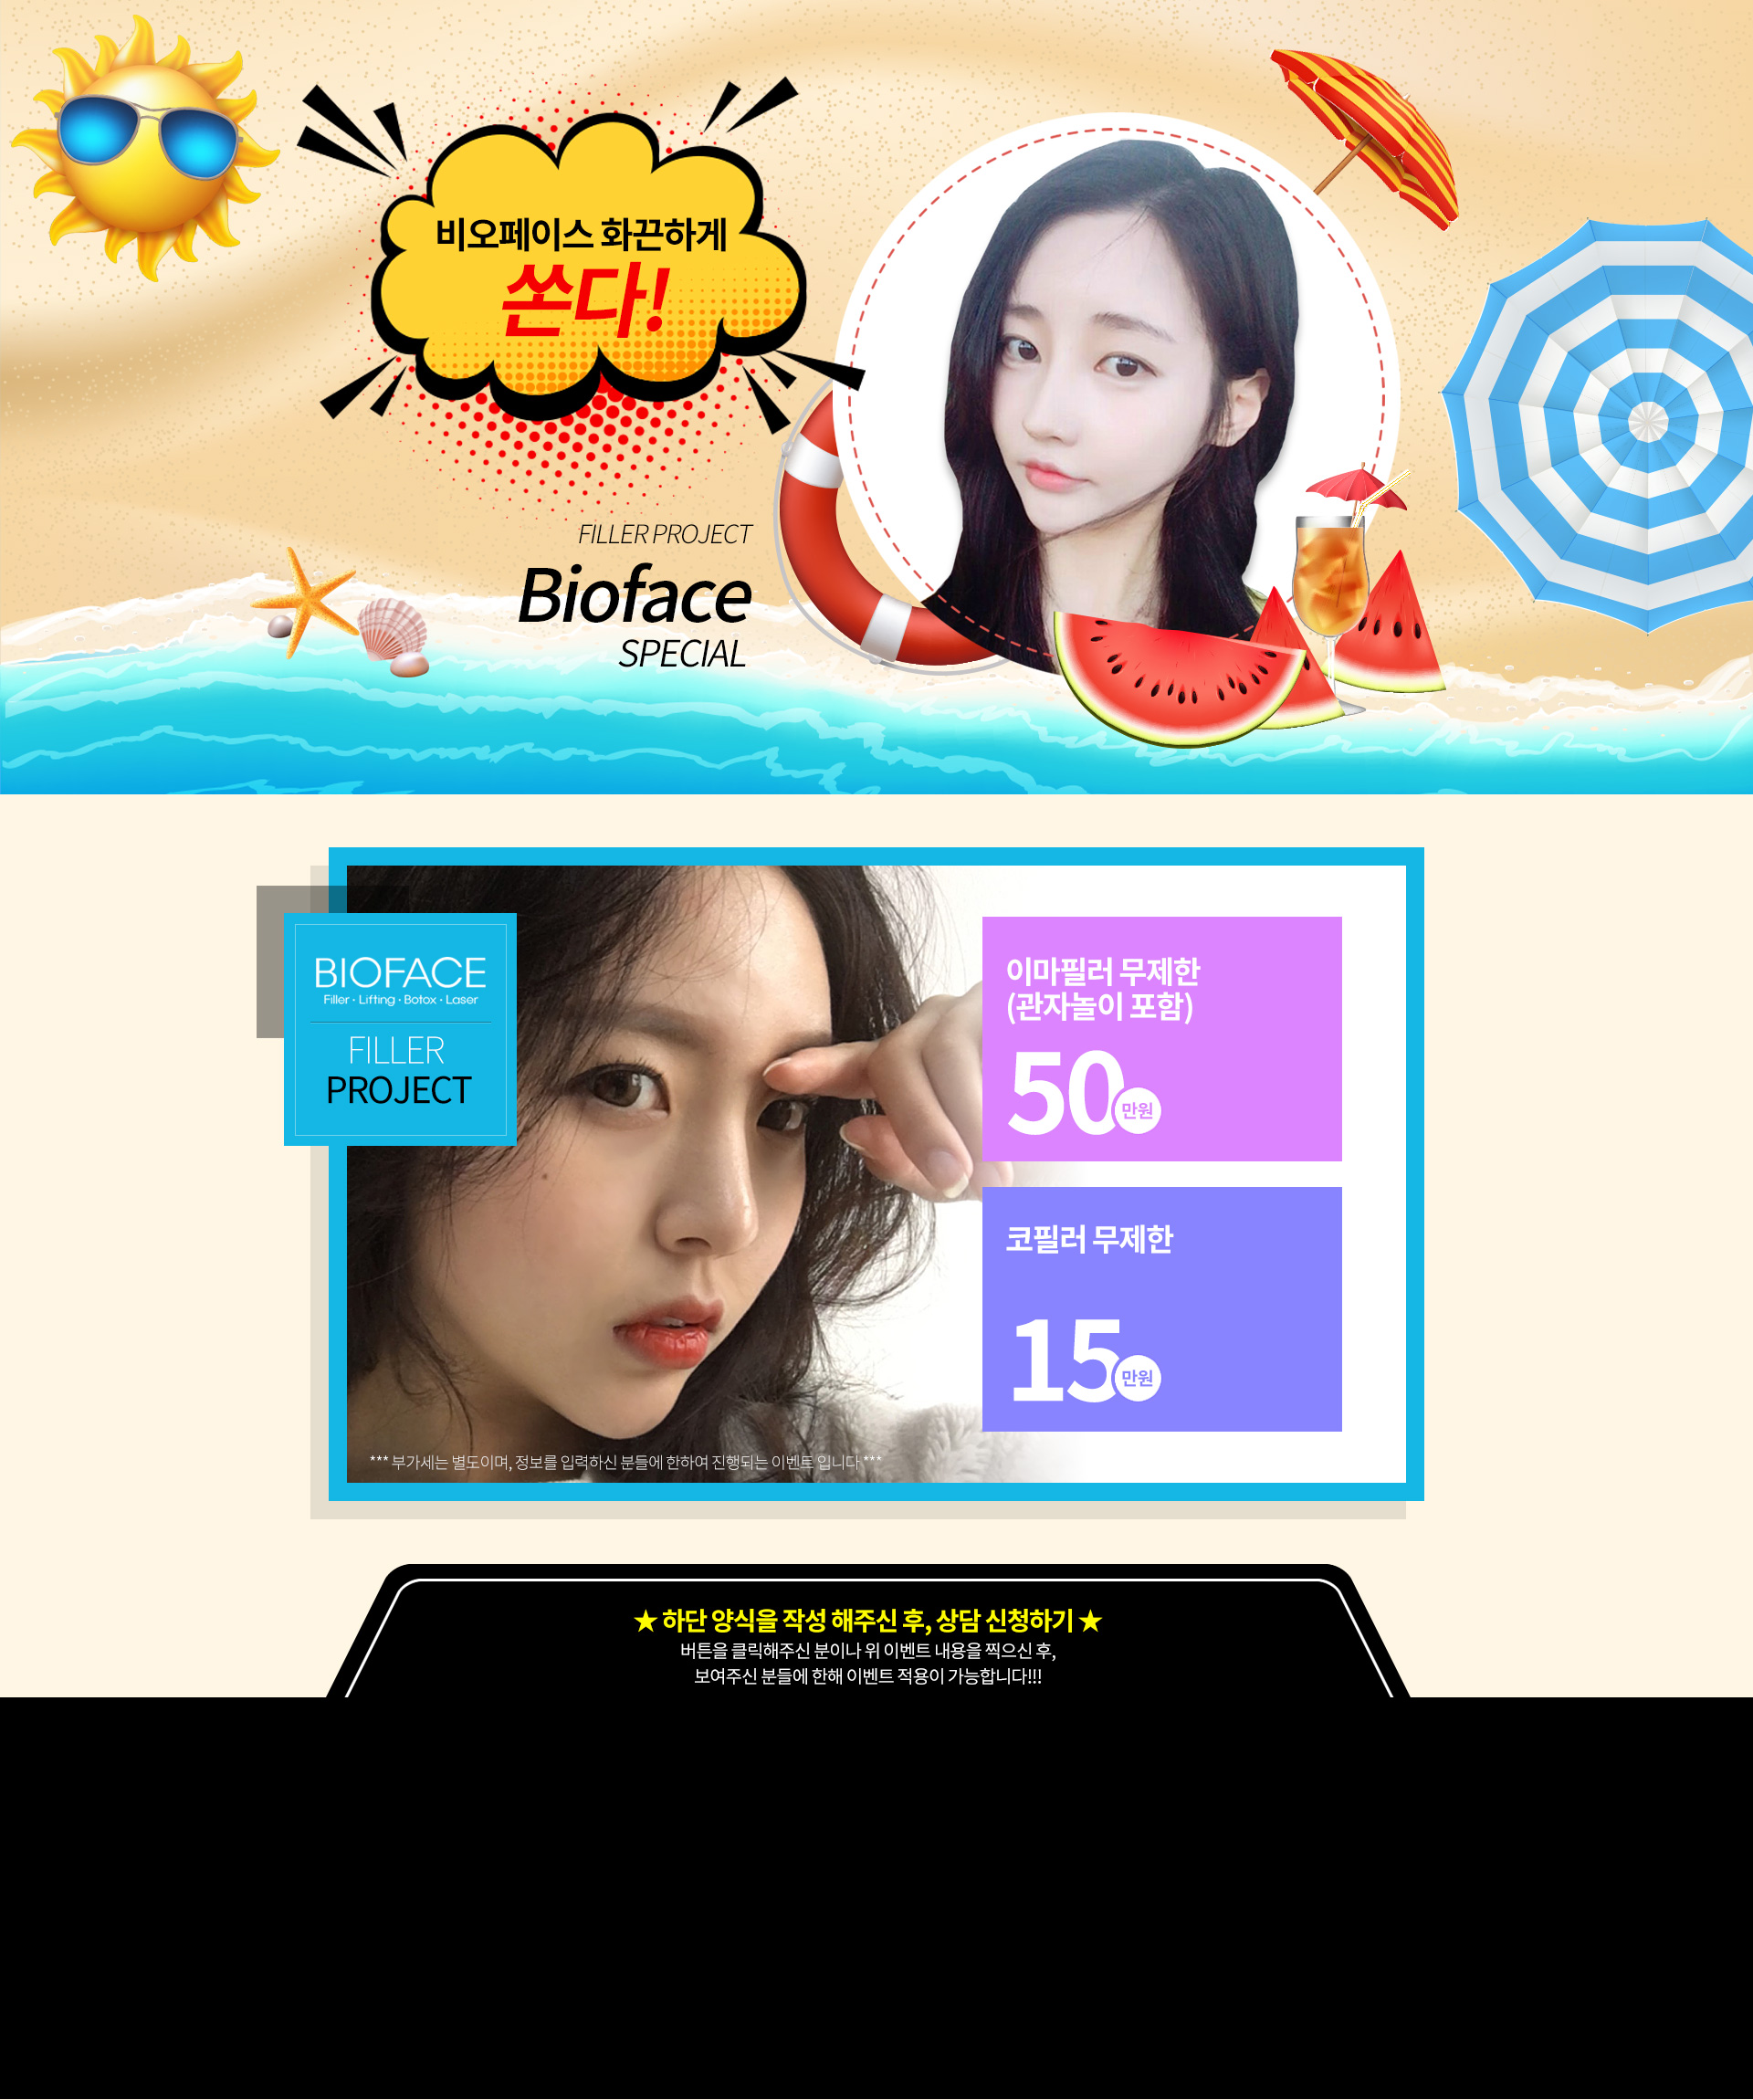 비오페이스 화끈하게
쏜다!
FILLER PROJECT
Bioface
SPECIAL
BIOFACE
Filler · Lifting · Botox · Laser
FILLER
PROJECT
이마필러 무제한
(관자놀이 포함)
50만원
코필러 무제한
15만원
*** 부가세는 별도이며, 정보를 입력하신 분들에 한하여 진행되는 이벤트 입니다 ***
★ 하단 양식을 작성 해주신 후, 상담 신청하기 ★
버튼을 클릭해주신 분이나 위 이벤트 내용을 찍으신 후,
보여주신 분들에 한해 이벤트 적용이 가능합니다!!!